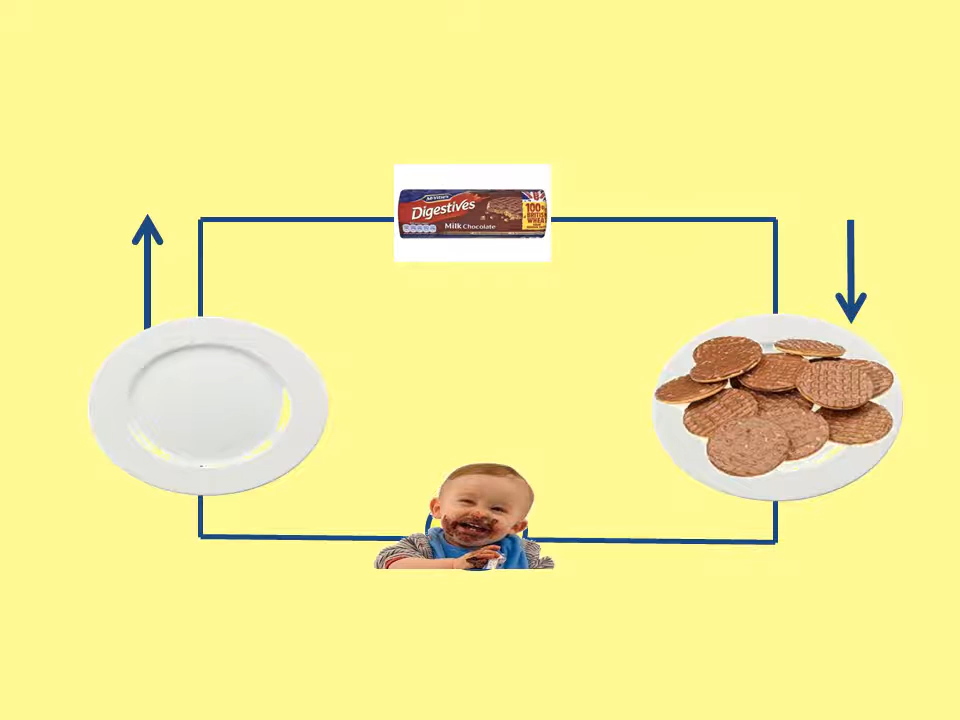 McVitie's
Digestives
Milk Chocolate
100%
BRITISH
WHEAT